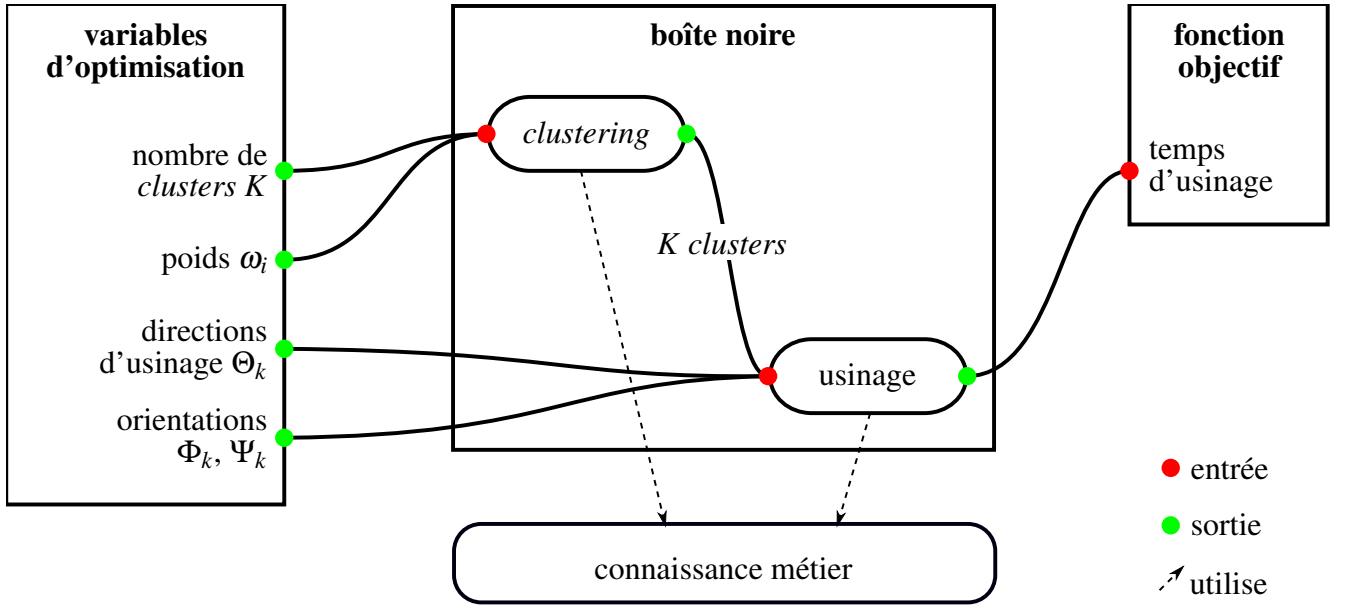 variables
d’optimisation
nombre de
clusters K
poids ωᵢ
directions
d’usinage Θₖ
orientations
Φₖ, Ψₖ
boîte noire
clustering
K clusters
usinage
connaissance métier
fonction
objectif
temps
d’usinage
entrée
sortie
utilise